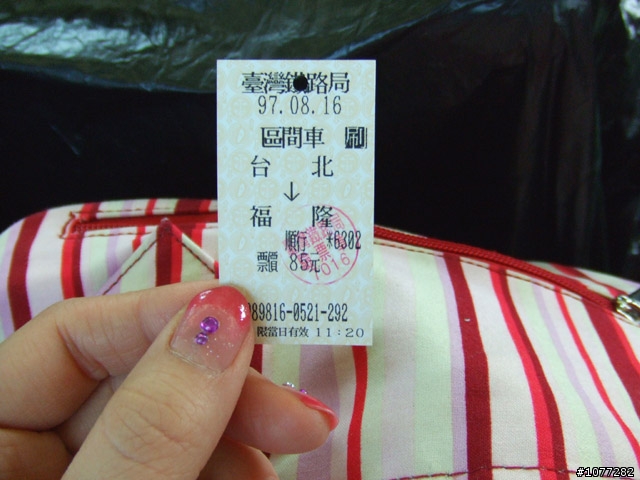 臺灣鐵路局
97.08.16
區間車 刷
台 北
↓
福 隆
順行 *6302
票價 85元
1016
089816-0521-292
限當日有效 11:20
#1077282